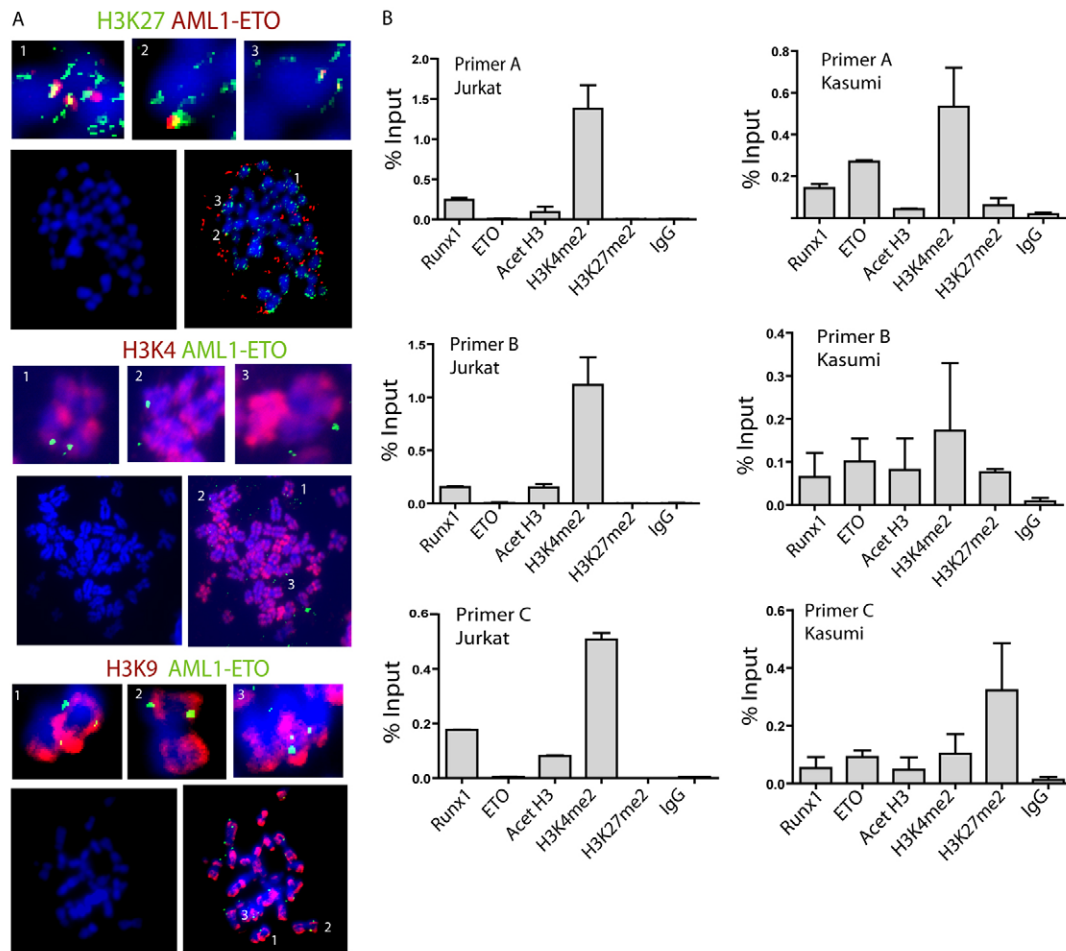 A
H3K27 AML1-ETO
1
2
3
1
3
2
H3K4 AML1-ETO
1
2
3
2
1
3
H3K9 AML1-ETO
1
2
3
3
1
2
B
Primer A
Jurkat
% Input
2.0
1.5
1.0
0.5
0.0
Runx1
ETO
Acet H3
H3K4me2
H3K27me2
IgG
Primer A
Kasumi
% Input
0.8
0.6
0.4
0.2
0.0
Runx1
ETO
Acet H3
H3K4me2
H3K27me2
IgG
Primer B
Jurkat
% Input
1.5
1.0
0.5
0.0
Runx1
ETO
Acet H3
H3K4me2
H3K27me2
IgG
Primer B
Kasumi
% Input
0.4
0.3
0.2
0.1
0.0
Runx1
ETO
Acet H3
H3K4me2
H3K27me2
IgG
Primer C
Jurkat
% Input
0.6
0.4
0.2
0.0
Runx1
ETO
Acet H3
H3K4me2
H3K27me2
IgG
Primer C
Kasumi
% Input
0.6
0.4
0.2
0.0
Runx1
ETO
Acet H3
H3K4me2
H3K27me2
IgG